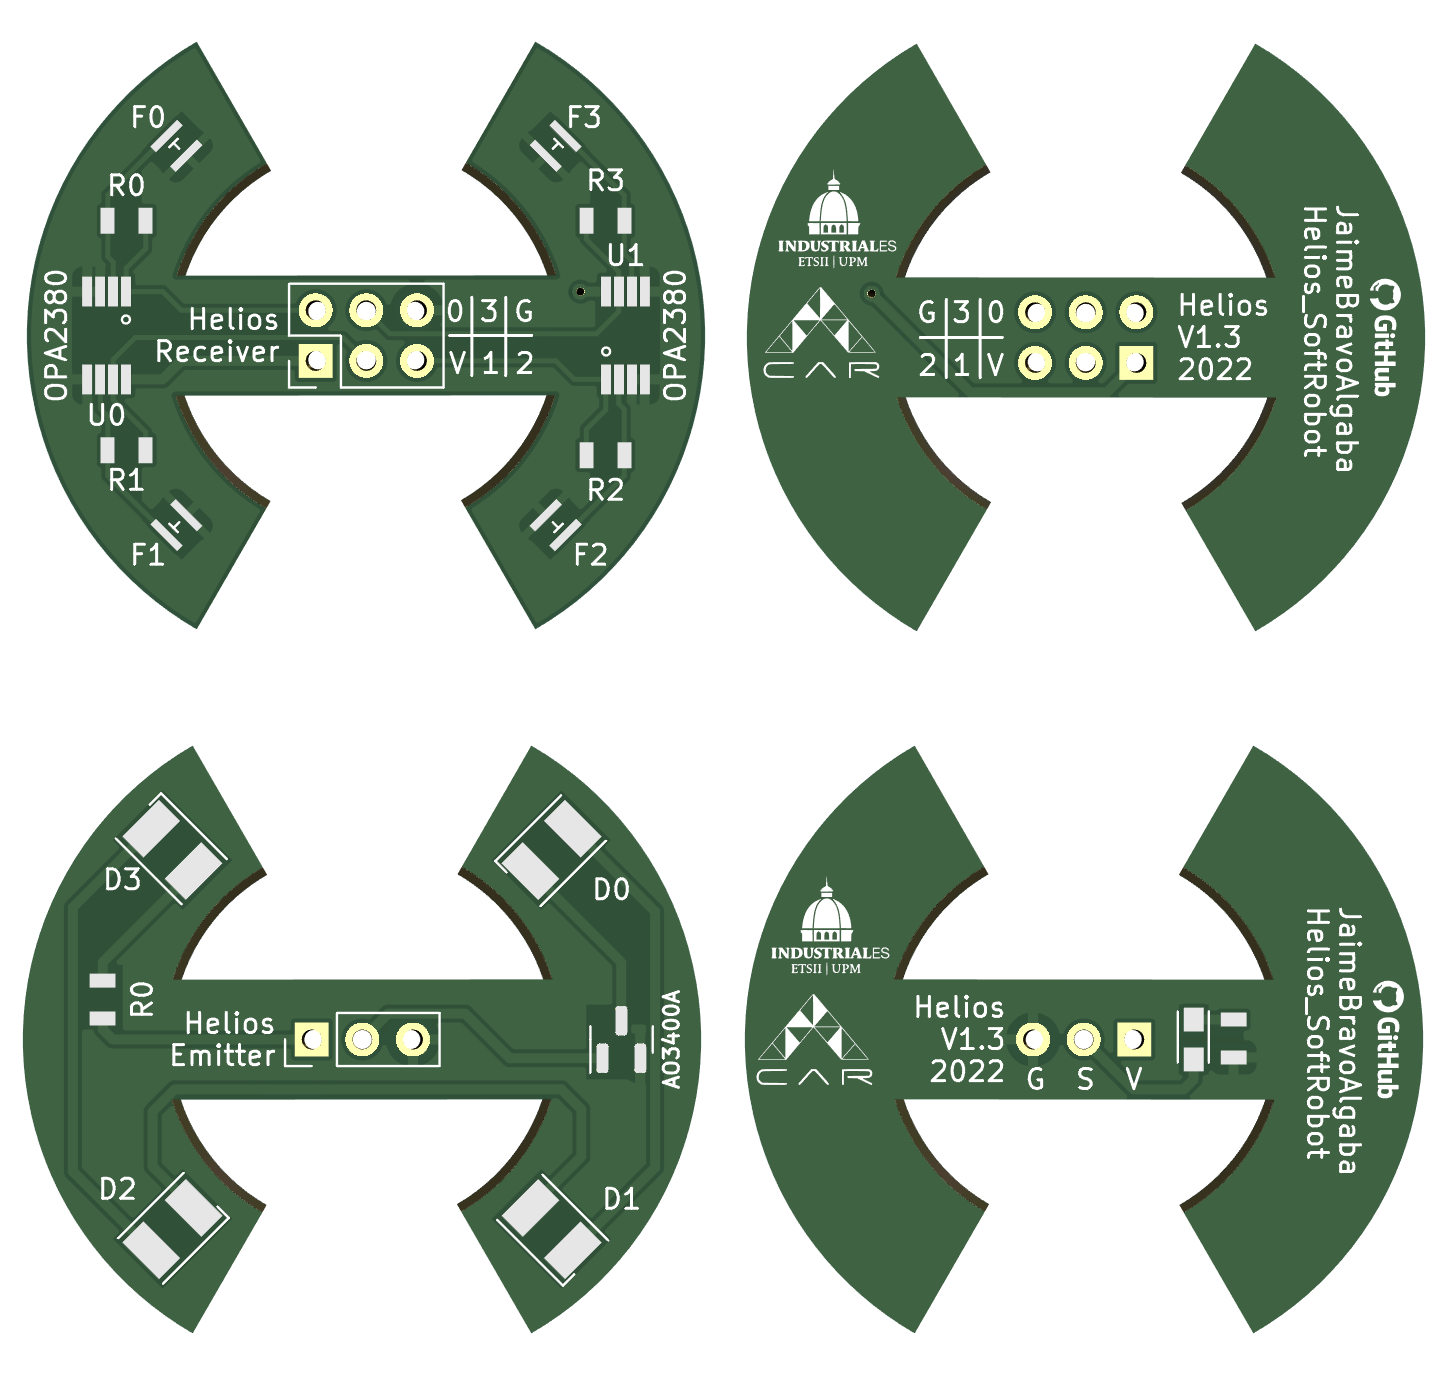 F0
F3
R0
R3
U1
OPA2380
OPA2380
Helios
Receiver
0 3 G
V 1 2
U0
R1
R2
F1
F2
INDUSTRIALES
ETSII | UPM
CAR
G 3 0
2 1 V
Helios
V1.3
2022
JaimeBravoAlgaba
Helios_SoftRobot
GitHub
D3
D0
R0
Helios
Emitter
AO3400A
D2
D1
INDUSTRIALES
ETSII | UPM
CAR
Helios
V1.3
2022
G S V
JaimeBravoAlgaba
Helios_SoftRobot
GitHub